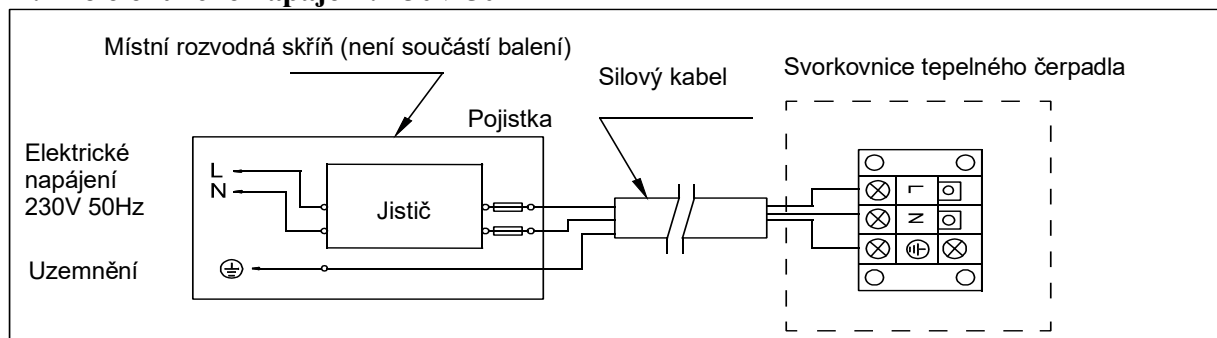 Místní rozvodná skříň (není součástí balení)
Silový kabel
Svorkovnice tepelného čerpadla
Pojistka
Elektrické
napájení
230V 50Hz
L
N
Jistič
Uzemnění
L
N